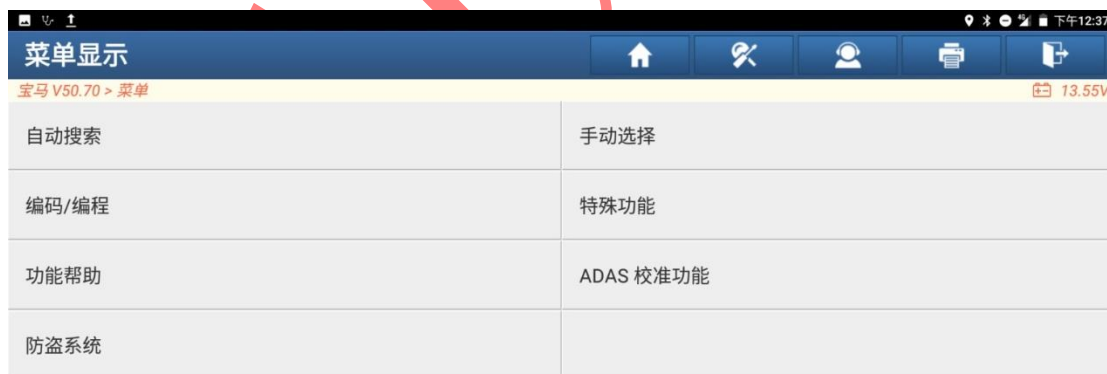 下午12:37
菜单显示
宝马 V50.70 > 菜单
13.55V
自动搜索
手动选择
编码/编程
特殊功能
功能帮助
ADAS 校准功能
防盗系统